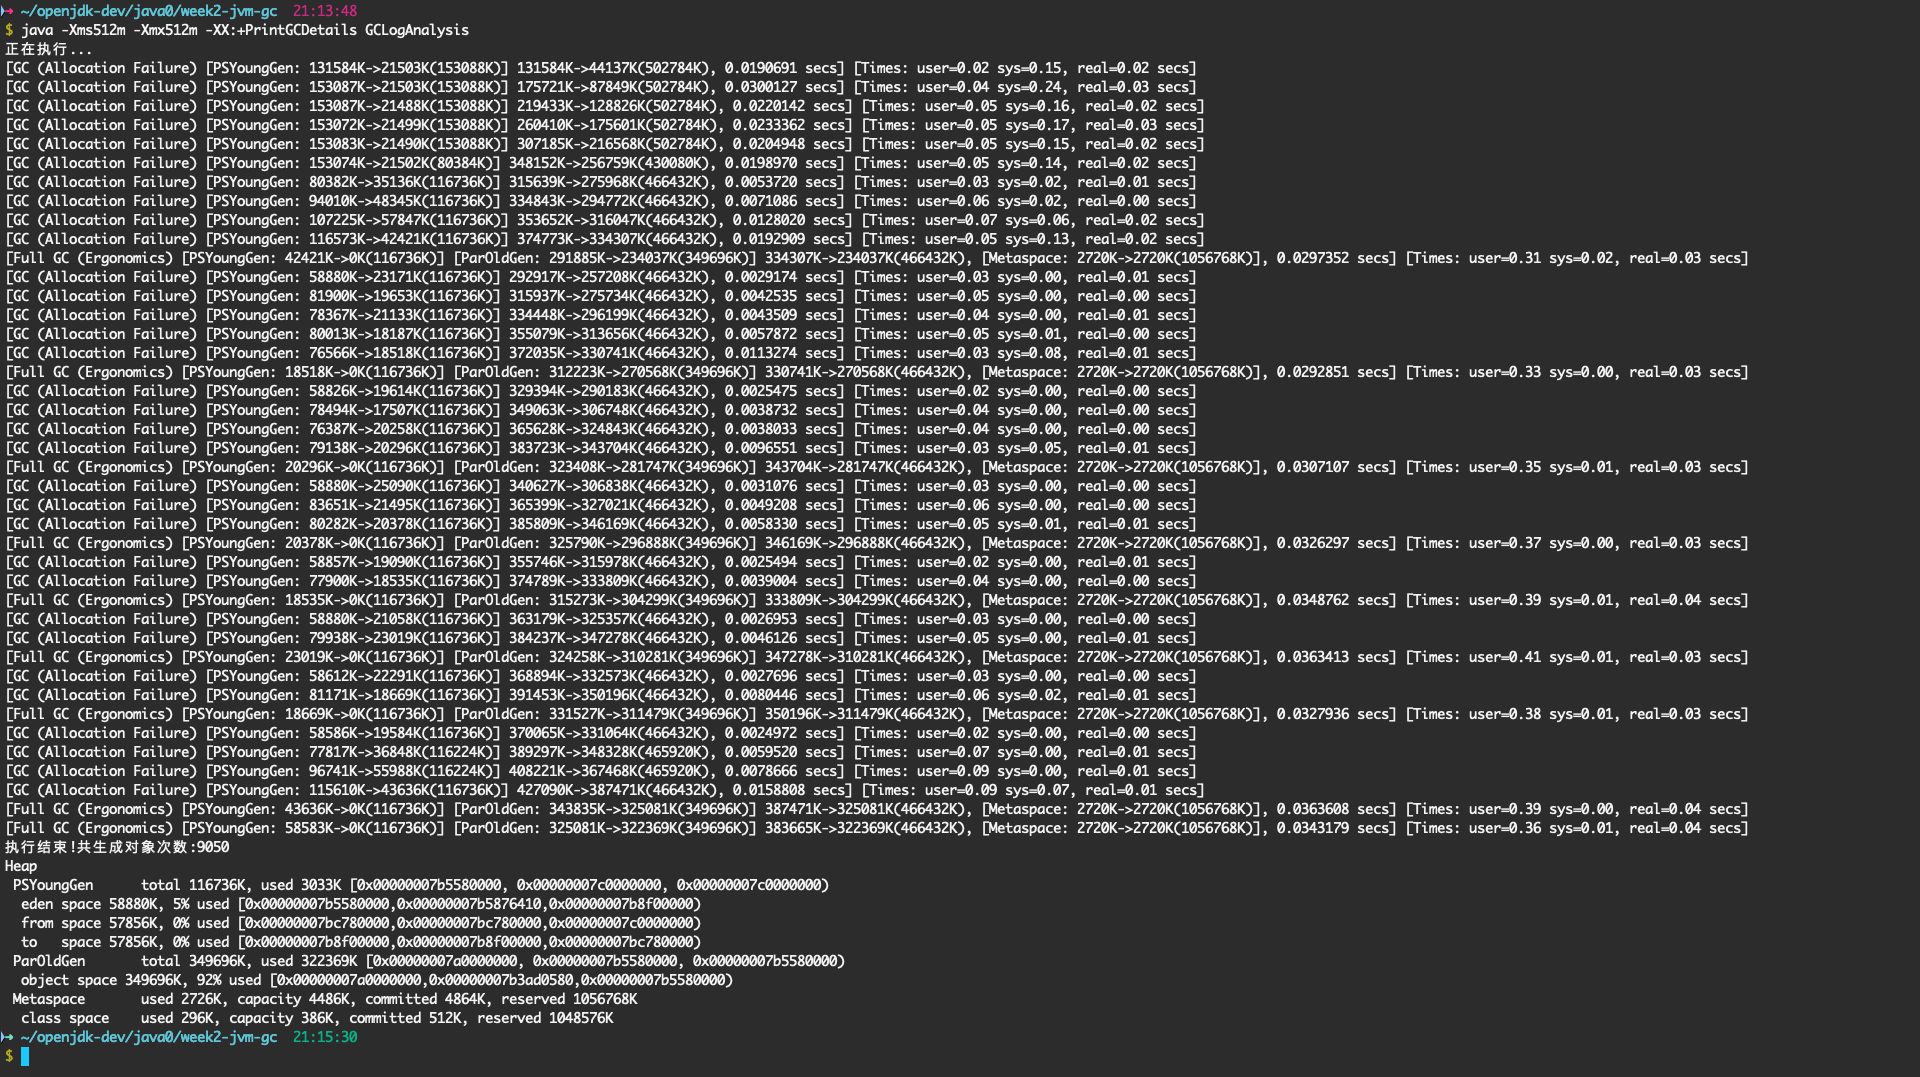 ➜ ~/openjdk-dev/java0/week2-jvm-gc 21:13:48
$ java -Xms512m -Xmx512m -XX:+PrintGCDetails GCLogAnalysis
正在执行...
[GC (Allocation Failure) [PSYoungGen: 131584K->21503K(153088K)] 131584K->44137K(502784K), 0.0190691 secs] [Times: user=0.02 sys=0.15, real=0.02 secs]
[GC (Allocation Failure) [PSYoungGen: 153087K->21503K(153088K)] 175721K->87849K(502784K), 0.0300127 secs] [Times: user=0.04 sys=0.24, real=0.03 secs]
[GC (Allocation Failure) [PSYoungGen: 153087K->21488K(153088K)] 219433K->128826K(502784K), 0.0220142 secs] [Times: user=0.05 sys=0.16, real=0.02 secs]
[GC (Allocation Failure) [PSYoungGen: 153072K->21499K(153088K)] 260410K->175601K(502784K), 0.0233362 secs] [Times: user=0.05 sys=0.17, real=0.03 secs]
[GC (Allocation Failure) [PSYoungGen: 153083K->21490K(153088K)] 307185K->216568K(502784K), 0.0204948 secs] [Times: user=0.05 sys=0.15, real=0.02 secs]
[GC (Allocation Failure) [PSYoungGen: 153074K->21502K(80384K)] 348152K->256759K(430080K), 0.0198970 secs] [Times: user=0.05 sys=0.14, real=0.02 secs]
[GC (Allocation Failure) [PSYoungGen: 80382K->35136K(116736K)] 315639K->275968K(466432K), 0.0053720 secs] [Times: user=0.03 sys=0.02, real=0.01 secs]
[GC (Allocation Failure) [PSYoungGen: 94010K->48345K(116736K)] 334843K->294772K(466432K), 0.0071086 secs] [Times: user=0.06 sys=0.02, real=0.00 secs]
[GC (Allocation Failure) [PSYoungGen: 107225K->57847K(116736K)] 353652K->316047K(466432K), 0.0128020 secs] [Times: user=0.07 sys=0.06, real=0.02 secs]
[GC (Allocation Failure) [PSYoungGen: 116573K->42421K(116736K)] 374773K->334307K(466432K), 0.0192909 secs] [Times: user=0.05 sys=0.13, real=0.02 secs]
[Full GC (Ergonomics) [PSYoungGen: 42421K->0K(116736K)] [ParOldGen: 291885K->234037K(349696K)] 334307K->234037K(466432K), [Metaspace: 2720K->2720K(1056768K)], 0.0297352 secs] [Times: user=0.31 sys=0.02, real=0.03 secs]
[GC (Allocation Failure) [PSYoungGen: 58880K->23171K(116736K)] 292917K->257208K(466432K), 0.0029174 secs] [Times: user=0.03 sys=0.00, real=0.01 secs]
[GC (Allocation Failure) [PSYoungGen: 81900K->19653K(116736K)] 315937K->275734K(466432K), 0.0042535 secs] [Times: user=0.05 sys=0.00, real=0.00 secs]
[GC (Allocation Failure) [PSYoungGen: 78367K->21133K(116736K)] 334448K->296199K(466432K), 0.0043509 secs] [Times: user=0.04 sys=0.00, real=0.01 secs]
[GC (Allocation Failure) [PSYoungGen: 80013K->18187K(116736K)] 355079K->313656K(466432K), 0.0057872 secs] [Times: user=0.05 sys=0.01, real=0.00 secs]
[GC (Allocation Failure) [PSYoungGen: 76566K->18518K(116736K)] 372035K->330741K(466432K), 0.0113274 secs] [Times: user=0.03 sys=0.08, real=0.01 secs]
[Full GC (Ergonomics) [PSYoungGen: 18518K->0K(116736K)] [ParOldGen: 312223K->270568K(349696K)] 330741K->270568K(466432K), [Metaspace: 2720K->2720K(1056768K)], 0.0292851 secs] [Times: user=0.33 sys=0.00, real=0.03 secs]
[GC (Allocation Failure) [PSYoungGen: 58826K->19614K(116736K)] 329394K->290183K(466432K), 0.0025475 secs] [Times: user=0.02 sys=0.00, real=0.00 secs]
[GC (Allocation Failure) [PSYoungGen: 78494K->17507K(116736K)] 349063K->306748K(466432K), 0.0038732 secs] [Times: user=0.04 sys=0.00, real=0.00 secs]
[GC (Allocation Failure) [PSYoungGen: 76387K->20258K(116736K)] 365628K->324843K(466432K), 0.0038033 secs] [Times: user=0.04 sys=0.00, real=0.00 secs]
[GC (Allocation Failure) [PSYoungGen: 79138K->20296K(116736K)] 383723K->343704K(466432K), 0.0096551 secs] [Times: user=0.03 sys=0.05, real=0.01 secs]
[Full GC (Ergonomics) [PSYoungGen: 20296K->0K(116736K)] [ParOldGen: 323408K->281747K(349696K)] 343704K->281747K(466432K), [Metaspace: 2720K->2720K(1056768K)], 0.0307107 secs] [Times: user=0.35 sys=0.01, real=0.03 secs]
[GC (Allocation Failure) [PSYoungGen: 58880K->25090K(116736K)] 340627K->306838K(466432K), 0.0031076 secs] [Times: user=0.03 sys=0.00, real=0.00 secs]
[GC (Allocation Failure) [PSYoungGen: 83651K->21495K(116736K)] 365399K->327021K(466432K), 0.0049208 secs] [Times: user=0.06 sys=0.00, real=0.00 secs]
[GC (Allocation Failure) [PSYoungGen: 80282K->20378K(116736K)] 385809K->346169K(466432K), 0.0058330 secs] [Times: user=0.05 sys=0.01, real=0.01 secs]
[Full GC (Ergonomics) [PSYoungGen: 20378K->0K(116736K)] [ParOldGen: 325790K->296888K(349696K)] 346169K->296888K(466432K), [Metaspace: 2720K->2720K(1056768K)], 0.0326297 secs] [Times: user=0.37 sys=0.00, real=0.03 secs]
[GC (Allocation Failure) [PSYoungGen: 58857K->19090K(116736K)] 355746K->315978K(466432K), 0.0025494 secs] [Times: user=0.02 sys=0.00, real=0.01 secs]
[GC (Allocation Failure) [PSYoungGen: 77900K->18535K(116736K)] 374789K->333809K(466432K), 0.0039004 secs] [Times: user=0.04 sys=0.00, real=0.00 secs]
[Full GC (Ergonomics) [PSYoungGen: 18535K->0K(116736K)] [ParOldGen: 315273K->304299K(349696K)] 333809K->304299K(466432K), [Metaspace: 2720K->2720K(1056768K)], 0.0348762 secs] [Times: user=0.39 sys=0.01, real=0.04 secs]
[GC (Allocation Failure) [PSYoungGen: 58880K->21058K(116736K)] 363179K->325357K(466432K), 0.0026953 secs] [Times: user=0.03 sys=0.00, real=0.00 secs]
[GC (Allocation Failure) [PSYoungGen: 79938K->23019K(116736K)] 384237K->347278K(466432K), 0.0046126 secs] [Times: user=0.05 sys=0.00, real=0.01 secs]
[Full GC (Ergonomics) [PSYoungGen: 23019K->0K(116736K)] [ParOldGen: 324258K->310281K(349696K)] 347278K->310281K(466432K), [Metaspace: 2720K->2720K(1056768K)], 0.0363413 secs] [Times: user=0.41 sys=0.01, real=0.03 secs]
[GC (Allocation Failure) [PSYoungGen: 58612K->22291K(116736K)] 368894K->332573K(466432K), 0.0027696 secs] [Times: user=0.03 sys=0.00, real=0.00 secs]
[GC (Allocation Failure) [PSYoungGen: 81171K->18669K(116736K)] 391453K->350196K(466432K), 0.0080446 secs] [Times: user=0.06 sys=0.02, real=0.01 secs]
[Full GC (Ergonomics) [PSYoungGen: 18669K->0K(116736K)] [ParOldGen: 331527K->311479K(349696K)] 350196K->311479K(466432K), [Metaspace: 2720K->2720K(1056768K)], 0.0327936 secs] [Times: user=0.38 sys=0.01, real=0.03 secs]
[GC (Allocation Failure) [PSYoungGen: 58586K->19584K(116736K)] 370065K->331064K(466432K), 0.0024972 secs] [Times: user=0.02 sys=0.00, real=0.00 secs]
[GC (Allocation Failure) [PSYoungGen: 77817K->36848K(116224K)] 389297K->348328K(465920K), 0.0059520 secs] [Times: user=0.07 sys=0.00, real=0.01 secs]
[GC (Allocation Failure) [PSYoungGen: 96741K->55988K(116224K)] 408221K->367468K(465920K), 0.0078666 secs] [Times: user=0.09 sys=0.00, real=0.01 secs]
[GC (Allocation Failure) [PSYoungGen: 115610K->43636K(116736K)] 427090K->387471K(466432K), 0.0158808 secs] [Times: user=0.09 sys=0.07, real=0.01 secs]
[Full GC (Ergonomics) [PSYoungGen: 43636K->0K(116736K)] [ParOldGen: 343835K->325081K(349696K)] 387471K->325081K(466432K), [Metaspace: 2720K->2720K(1056768K)], 0.0363608 secs] [Times: user=0.39 sys=0.00, real=0.04 secs]
[Full GC (Ergonomics) [PSYoungGen: 58583K->0K(116736K)] [ParOldGen: 325081K->322369K(349696K)] 383665K->322369K(466432K), [Metaspace: 2720K->2720K(1056768K)], 0.0343179 secs] [Times: user=0.36 sys=0.01, real=0.04 secs]
执行结束!共生成对象次数:9050
Heap
 PSYoungGen      total 116736K, used 3033K [0x00000007b5580000, 0x00000007c0000000, 0x00000007c0000000)
  eden space 58880K, 5% used [0x00000007b5580000,0x00000007b5876410,0x00000007b8f00000)
  from space 57856K, 0% used [0x00000007bc780000,0x00000007bc780000,0x00000007c0000000)
  to   space 57856K, 0% used [0x00000007b8f00000,0x00000007b8f00000,0x00000007bc780000)
 ParOldGen       total 349696K, used 322369K [0x00000007a0000000, 0x00000007b5580000, 0x00000007b5580000)
  object space 349696K, 92% used [0x00000007a0000000,0x00000007b3ad0580,0x00000007b5580000)
 Metaspace       used 2726K, capacity 4486K, committed 4864K, reserved 1056768K
  class space    used 296K, capacity 386K, committed 512K, reserved 1048576K
➜ ~/openjdk-dev/java0/week2-jvm-gc 21:15:30
$